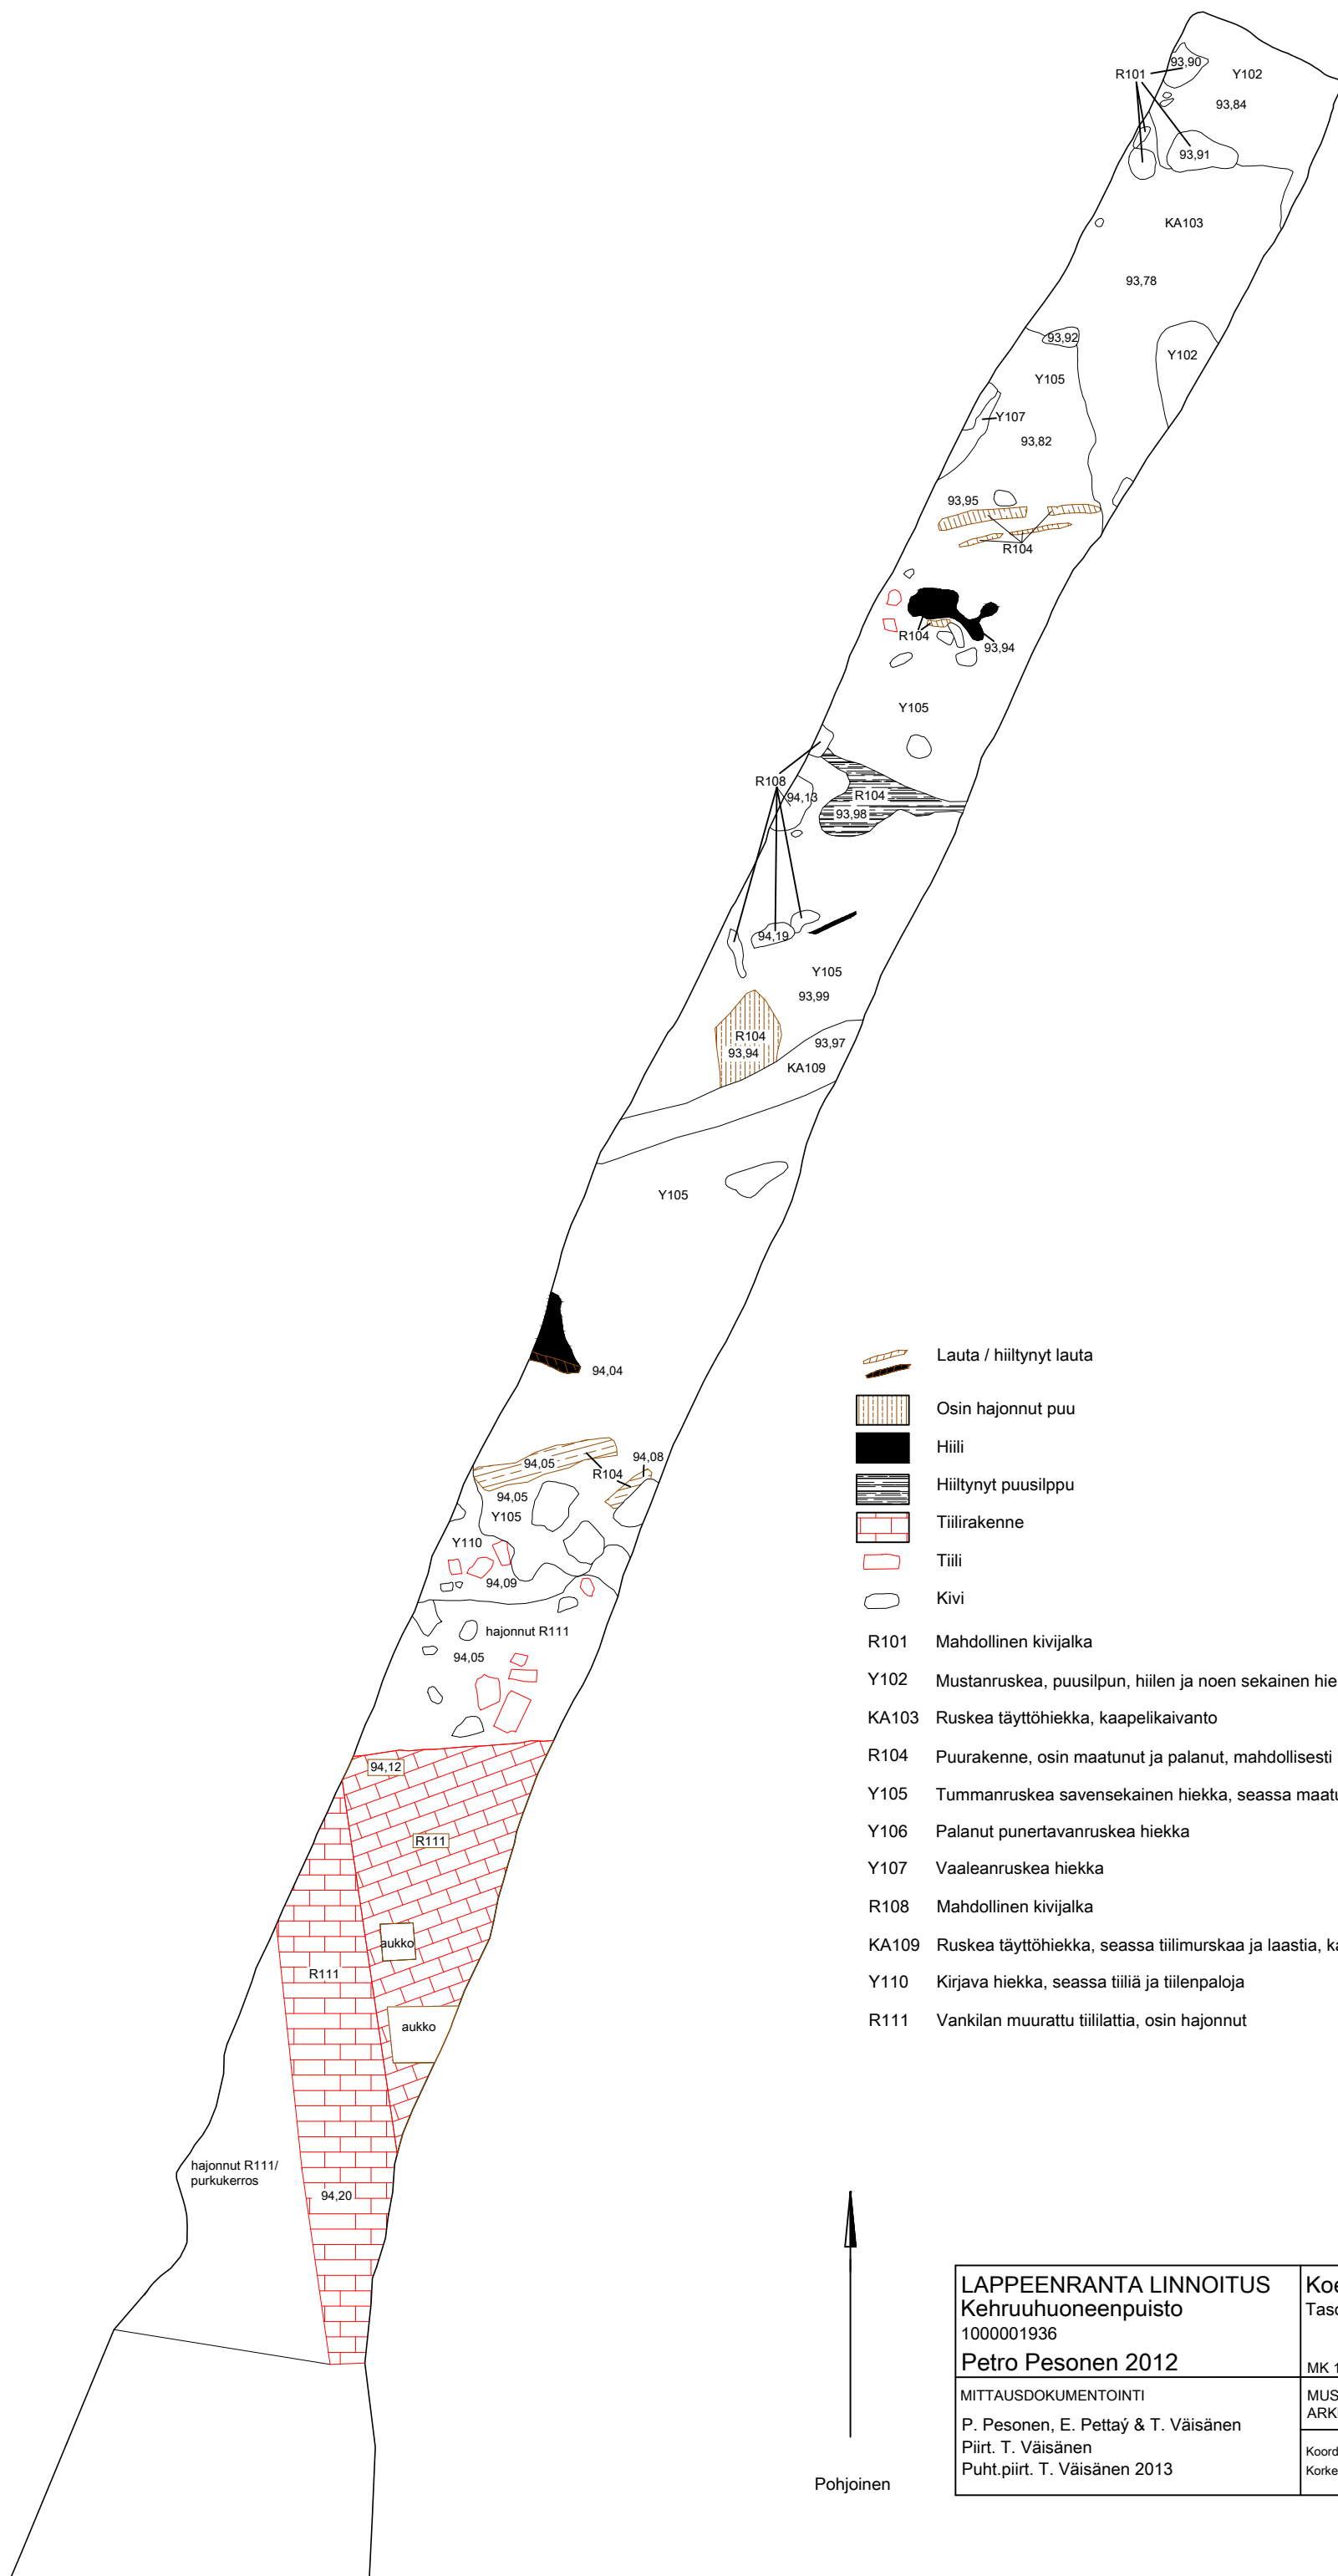 R101
93,90
Y102
93,84
93,91
KA103
93,78
93,92
Y102
Y105
Y107
93,82
93,95
R104
R104
93,94
Y105
R108
94,13
R104
93,98
94,19
Y105
93,99
R104
93,94
93,97
KA109
Y105
94,04
94,05
94,08
R104
94,05
Y105
Y110
94,09
hajonnut R111
94,05
94,12
R111
aukko
R111
aukko
hajonnut R111/
purkukerros
94,20
Lauta / hiiltynyt lauta
Osin hajonnut puu
Hiili
Hiiltynyt puusilppu
Tiilirakenne
Tiili
Kivi
R101 Mahdollinen kivijalka
Y102 Mustanruskea, puusilpun, hiilen ja noen sekainen hie
KA103 Ruskea täyttöhiekka, kaapelikaivanto
R104 Puurakenne, osin maatunut ja palanut, mahdollisesti
Y105 Tummanruskea savensekainen hiekka, seassa maatu
Y106 Palanut punertavanruskea hiekka
Y107 Vaaleanruskea hiekka
R108 Mahdollinen kivijalka
KA109 Ruskea täyttöhiekka, seassa tiilimurskaa ja laastia, ka
Y110 Kirjava hiekka, seassa tiiliä ja tiilenpaloja
R111 Vankilan muurattu tiililattia, osin hajonnut
Pohjoinen
LAPPEENRANTA LINNOITUS
Kehruuhuoneenpuisto
1000001936
Petro Pesonen 2012
MITTAUSDOKUMENTOINTI
P. Pesonen, E. Pettaý & T. Väisänen
Piirt. T. Väisänen
Puht.piirt. T. Väisänen 2013
Koe
Taso
MK 1
MUS
ARK
Koord
Korke